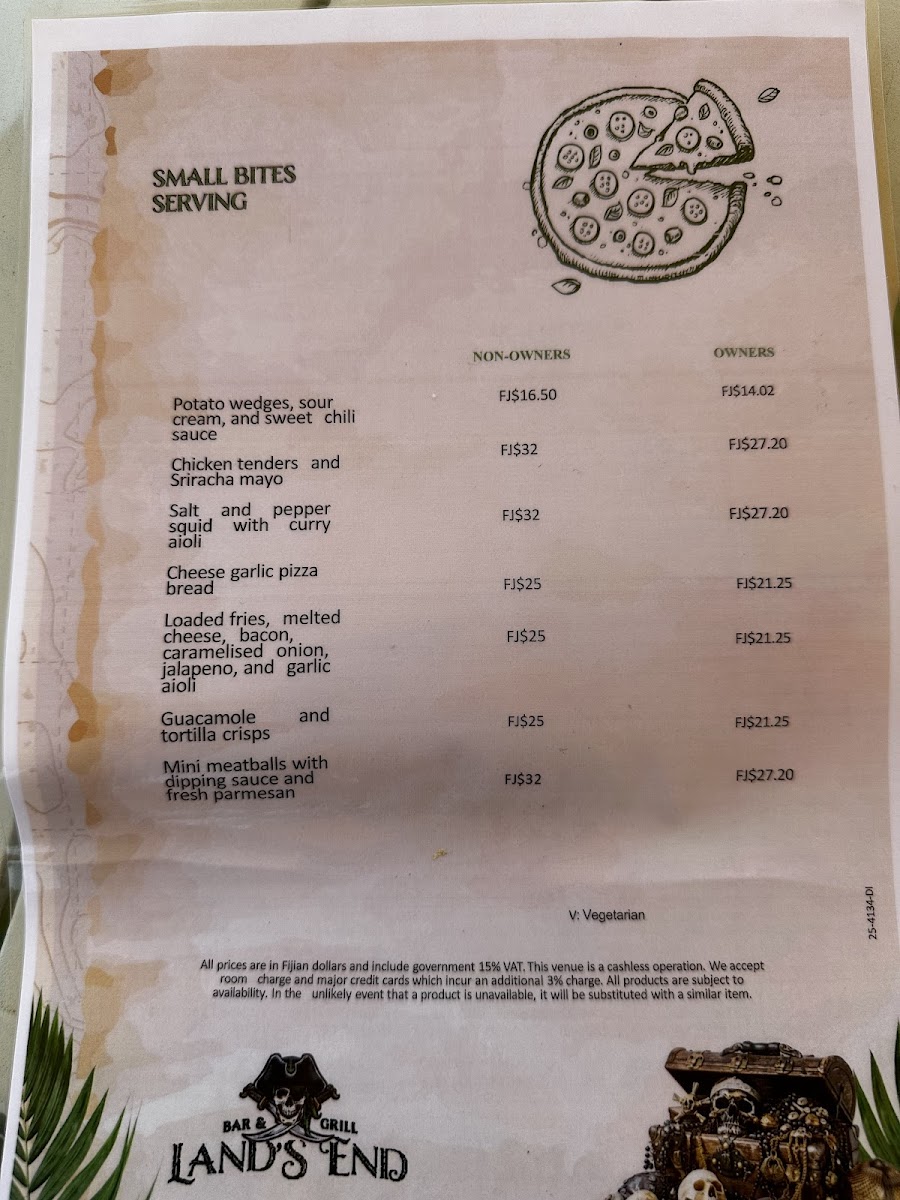 SMALL BITES
SERVING
NON-OWNERS
OWNERS
Potato wedges, sour
cream, and sweet chili
sauce
FJ$16.50
FJ$14.02
Chicken tenders and
Sriracha mayo
FJ$32
FJ$27.20
Salt and pepper
squid with curry
aioli
FJ$32
FJ$27.20
Cheese garlic pizza
bread
FJ$25
FJ$21.25
Loaded fries, melted
cheese, bacon,
caramelised onion,
jalapeno, and garlic
aioli
FJ$25
FJ$21.25
Guacamole and
tortilla crisps
FJ$25
FJ$21.25
Mini meatballs with
dipping sauce and
fresh parmesan
FJ$32
FJ$27.20
V: Vegetarian
25-4134-DI
All prices are in Fijian dollars and include government 15% VAT. This venue is a cashless operation. We accept
room charge and major credit cards which incur an additional 3% charge. All products are subject to
availability. In the unlikely event that a product is unavailable, it will be substituted with a similar item.
BAR & GRILL
LAND'S END